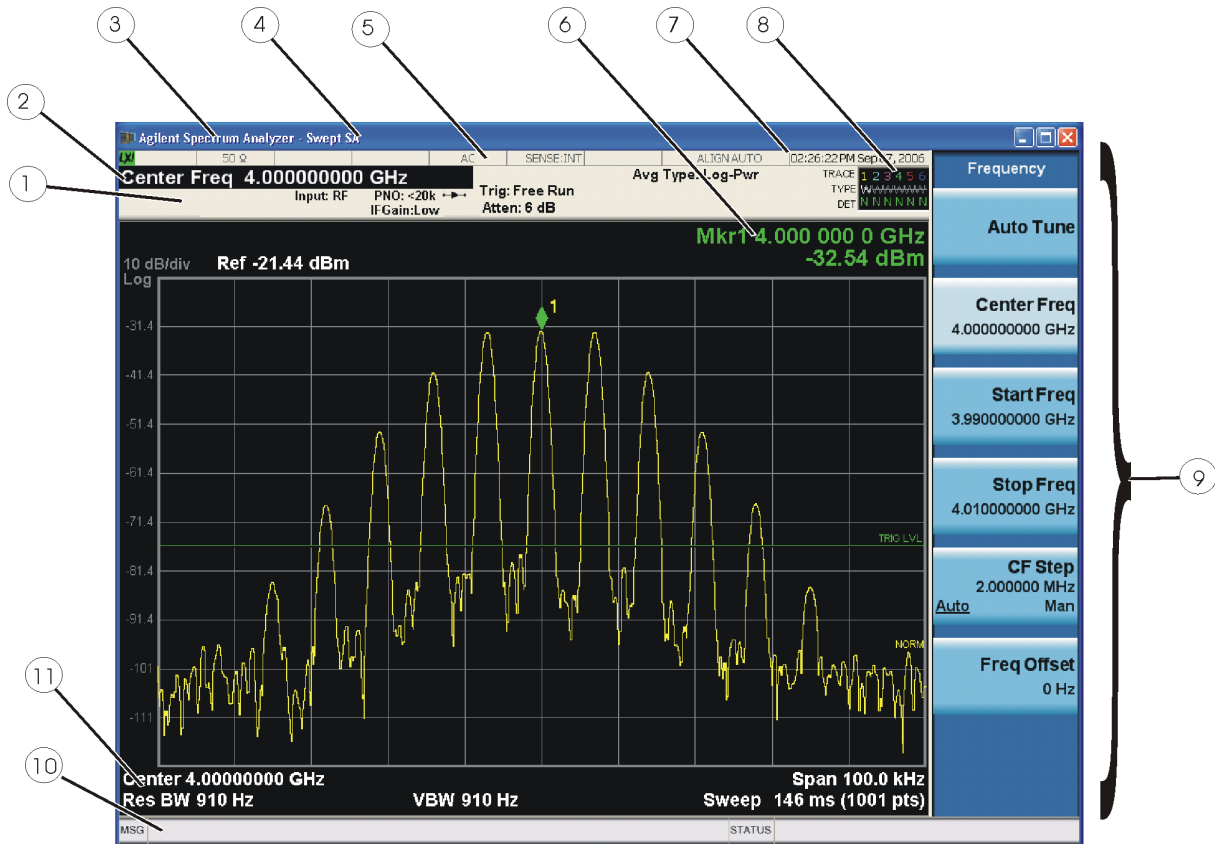 3
4
5
6
7
8
2
Agilent Spectrum Analyzer - Swept SA
LXI 50 Ω AC SENSE:INT ALIGN AUTO 02:26:22 PM Sep 07, 2006
1
Center Freq 4.000000000 GHz
Input: RF
PNO: <20k
IFGain:Low
Trig: Free Run
Atten: 6 dB
Avg Type: Log-Pwr
TRACE 1 2 3 4 5 6
TYPE
DET N N N N N N
Frequency
Auto Tune
Mkr1 4.000 000 0 GHz
-32.54 dBm
10 dB/div Ref -21.44 dBm
Log
1
-31.4
-41.4
-51.4
-61.4
-71.4
-81.4
-91.4
-101
-111
TRIG LVL
NORM
Center Freq
4.000000000 GHz
Start Freq
3.990000000 GHz
Stop Freq
4.010000000 GHz
CF Step
2.000000 MHz
Auto Man
Freq Offset
0 Hz
9
11
Center 4.00000000 GHz Span 100.0 kHz
Res BW 910 Hz VBW 910 Hz Sweep 146 ms (1001 pts)
10
MSG STATUS